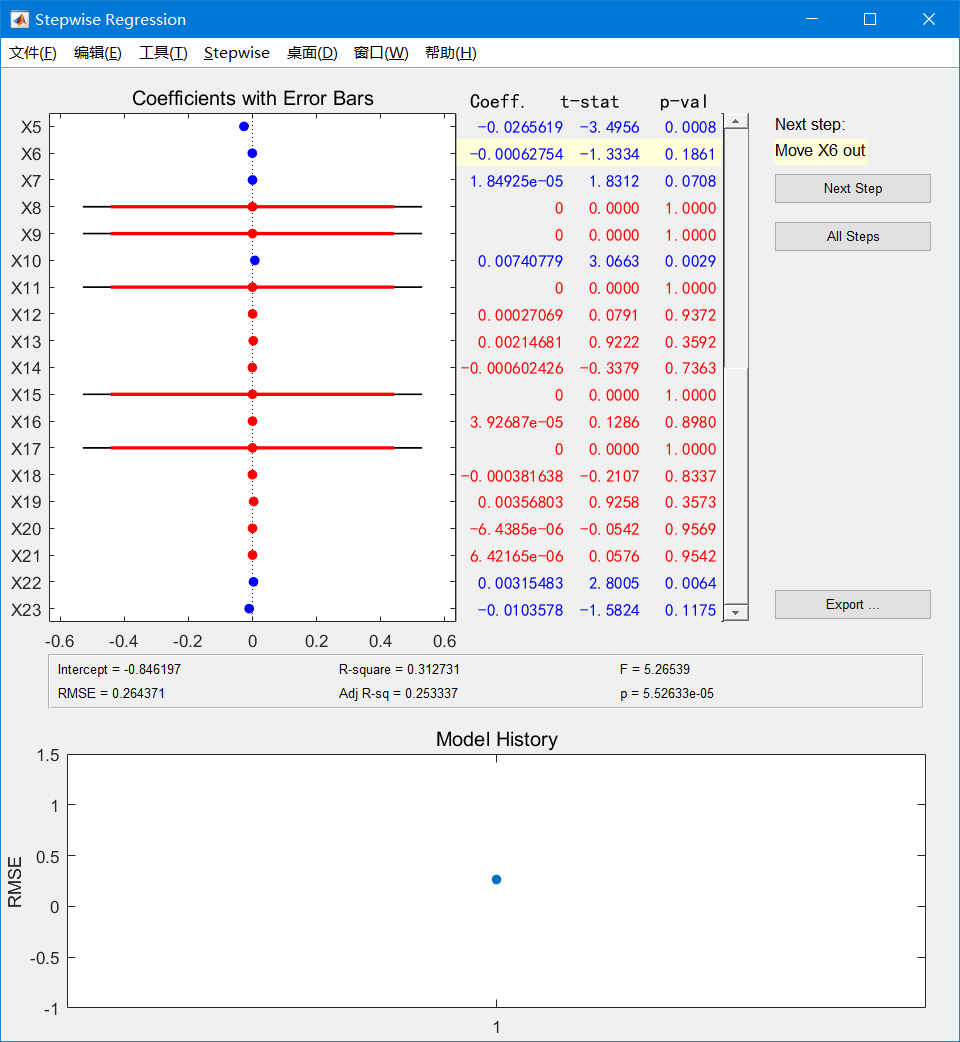 Stepwise Regression
文件(F) 编辑(E) 工具(T) Stepwise 桌面(D) 窗口(W) 帮助(H)
Coefficients with Error Bars Coeff. t-stat p-val
X5 -0.0265619 -3.4956 0.0008
X6 -0.00062754 -1.3334 0.1861
X7 1.84925e-05 1.8312 0.0708
X8 0 0.0000 1.0000
X9 0 0.0000 1.0000
X10 0.00740779 3.0663 0.0029
X11 0 0.0000 1.0000
X12 0.00027069 0.0791 0.9372
X13 0.00214681 0.9222 0.3592
X14 -0.000602426 -0.3379 0.7363
X15 0 0.0000 1.0000
X16 3.92687e-05 0.1286 0.8980
X17 0 0.0000 1.0000
X18 -0.000381638 -0.2107 0.8337
X19 0.00356803 0.9258 0.3573
X20 -6.4385e-06 -0.0542 0.9569
X21 6.42165e-06 0.0576 0.9542
X22 0.00315483 2.8005 0.0064
X23 -0.0103578 -1.5824 0.1175
-0.6 -0.4 -0.2 0 0.2 0.4 0.6
Next step:
Move X6 out
Next Step
All Steps
Export ...
Intercept = -0.846197 R-square = 0.312731 F = 5.26539
RMSE = 0.264371 Adj R-sq = 0.253337 p = 5.52633e-05
Model History
1.5
1
0.5
0
-0.5
-1
RMSE
1